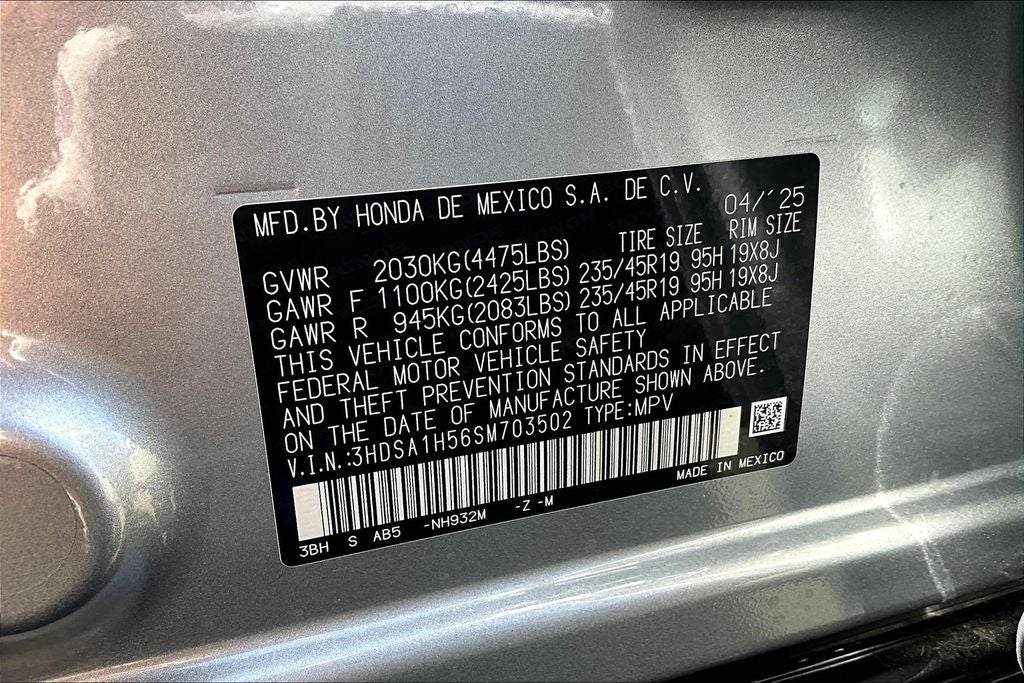 MFD.BY HONDA DE MEXICO S.A. DE C.V. 04/'25
TIRE SIZE RIM SIZE
GVWR 2030KG(4475LBS)
GAWR F 1100KG(2425LBS) 235/45R19 95H 19X8J
GAWR R 945KG(2083LBS) 235/45R19 95H 19X8J
THIS VEHICLE CONFORMS TO ALL APPLICABLE
FEDERAL MOTOR VEHICLE SAFETY
AND THEFT PREVENTION STANDARDS IN EFFECT
ON THE DATE OF MANUFACTURE SHOWN ABOVE.
V.I.N.:3HDSA1H56SM703502 TYPE:MPV
MADE IN MEXICO
3BH S AB5 -NH932M -Z -M